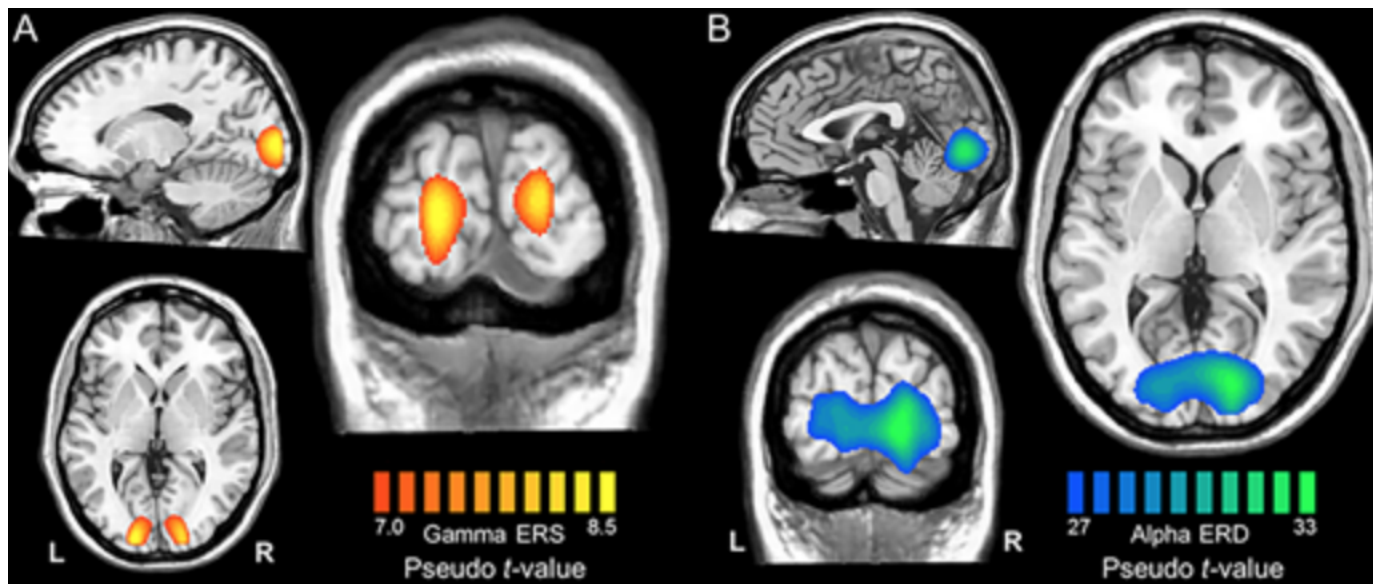 A
B
L
R
7.0 Gamma ERS 8.5
Pseudo t-value
L
R
27 Alpha ERD 33
Pseudo t-value